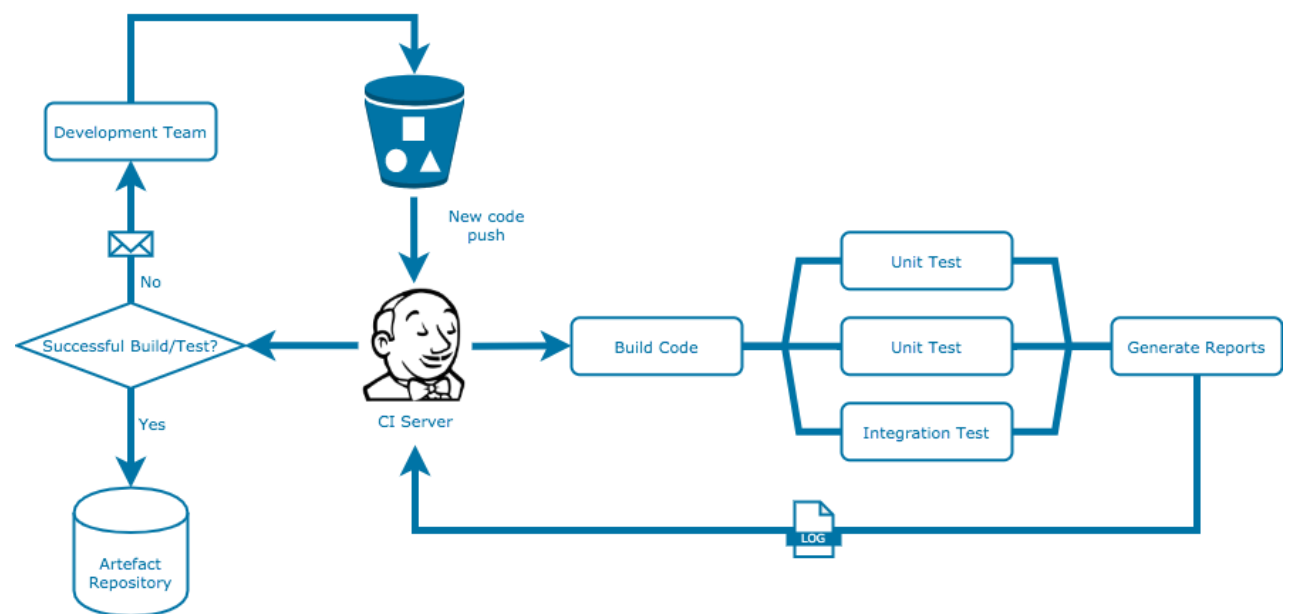 Development Team
New code
push
No
Unit Test
Successful Build/Test?
Build Code
Unit Test
Generate Reports
CI Server
Yes
Integration Test
LOG
Artefact
Repository